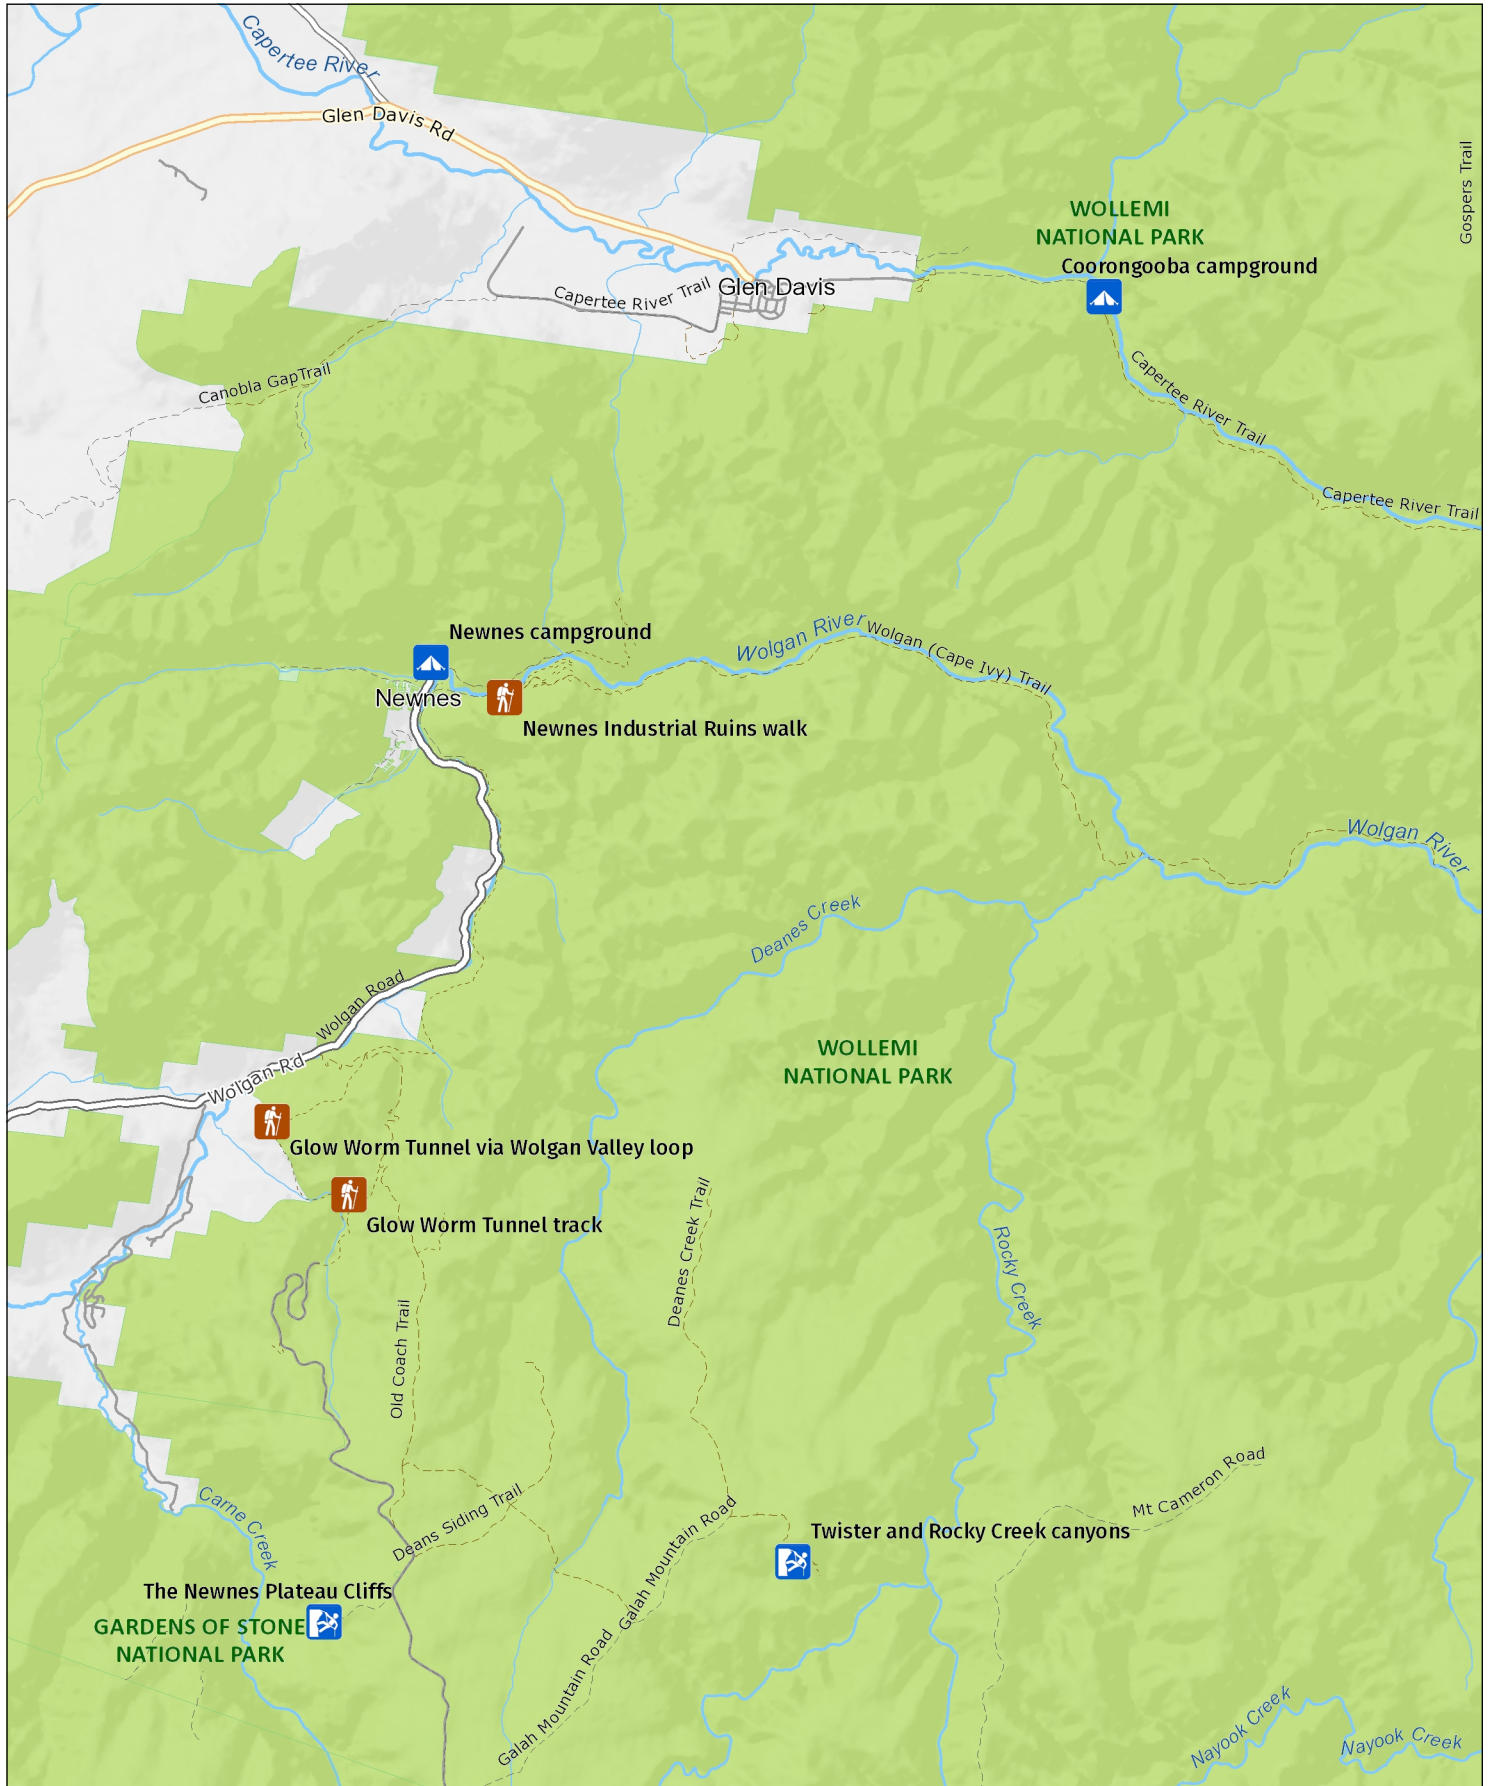 Capertee River
Glen Davis Rd
Gospers Trail
WOLLEMI
NATIONAL PARK
Coorongooba campground
Capertee River Trail
Glen Davis
Canobla GapTrail
Capertee River Trail
Capertee River Trail
Newnes campground
Wolgan River
Wolgan (Cape Ivy) Trail
Newnes
Newnes Industrial Ruins walk
Wolgan River
Deanes Creek
Wolgan Road
WOLLEMI
NATIONAL PARK
Wolgan Rd
Glow Worm Tunnel via Wolgan Valley loop
Glow Worm Tunnel track
Deanes Creek Trail
Rocky Creek
Old Coach Trail
Mt Cameron Road
Carne Creek
Deans Siding Trail
Galah Mountain Road
Twister and Rocky Creek canyons
The Newnes Plateau Cliffs
GARDENS OF STONE
NATIONAL PARK
Galah Mountain Road
Nayook Creek
Nayook Creek